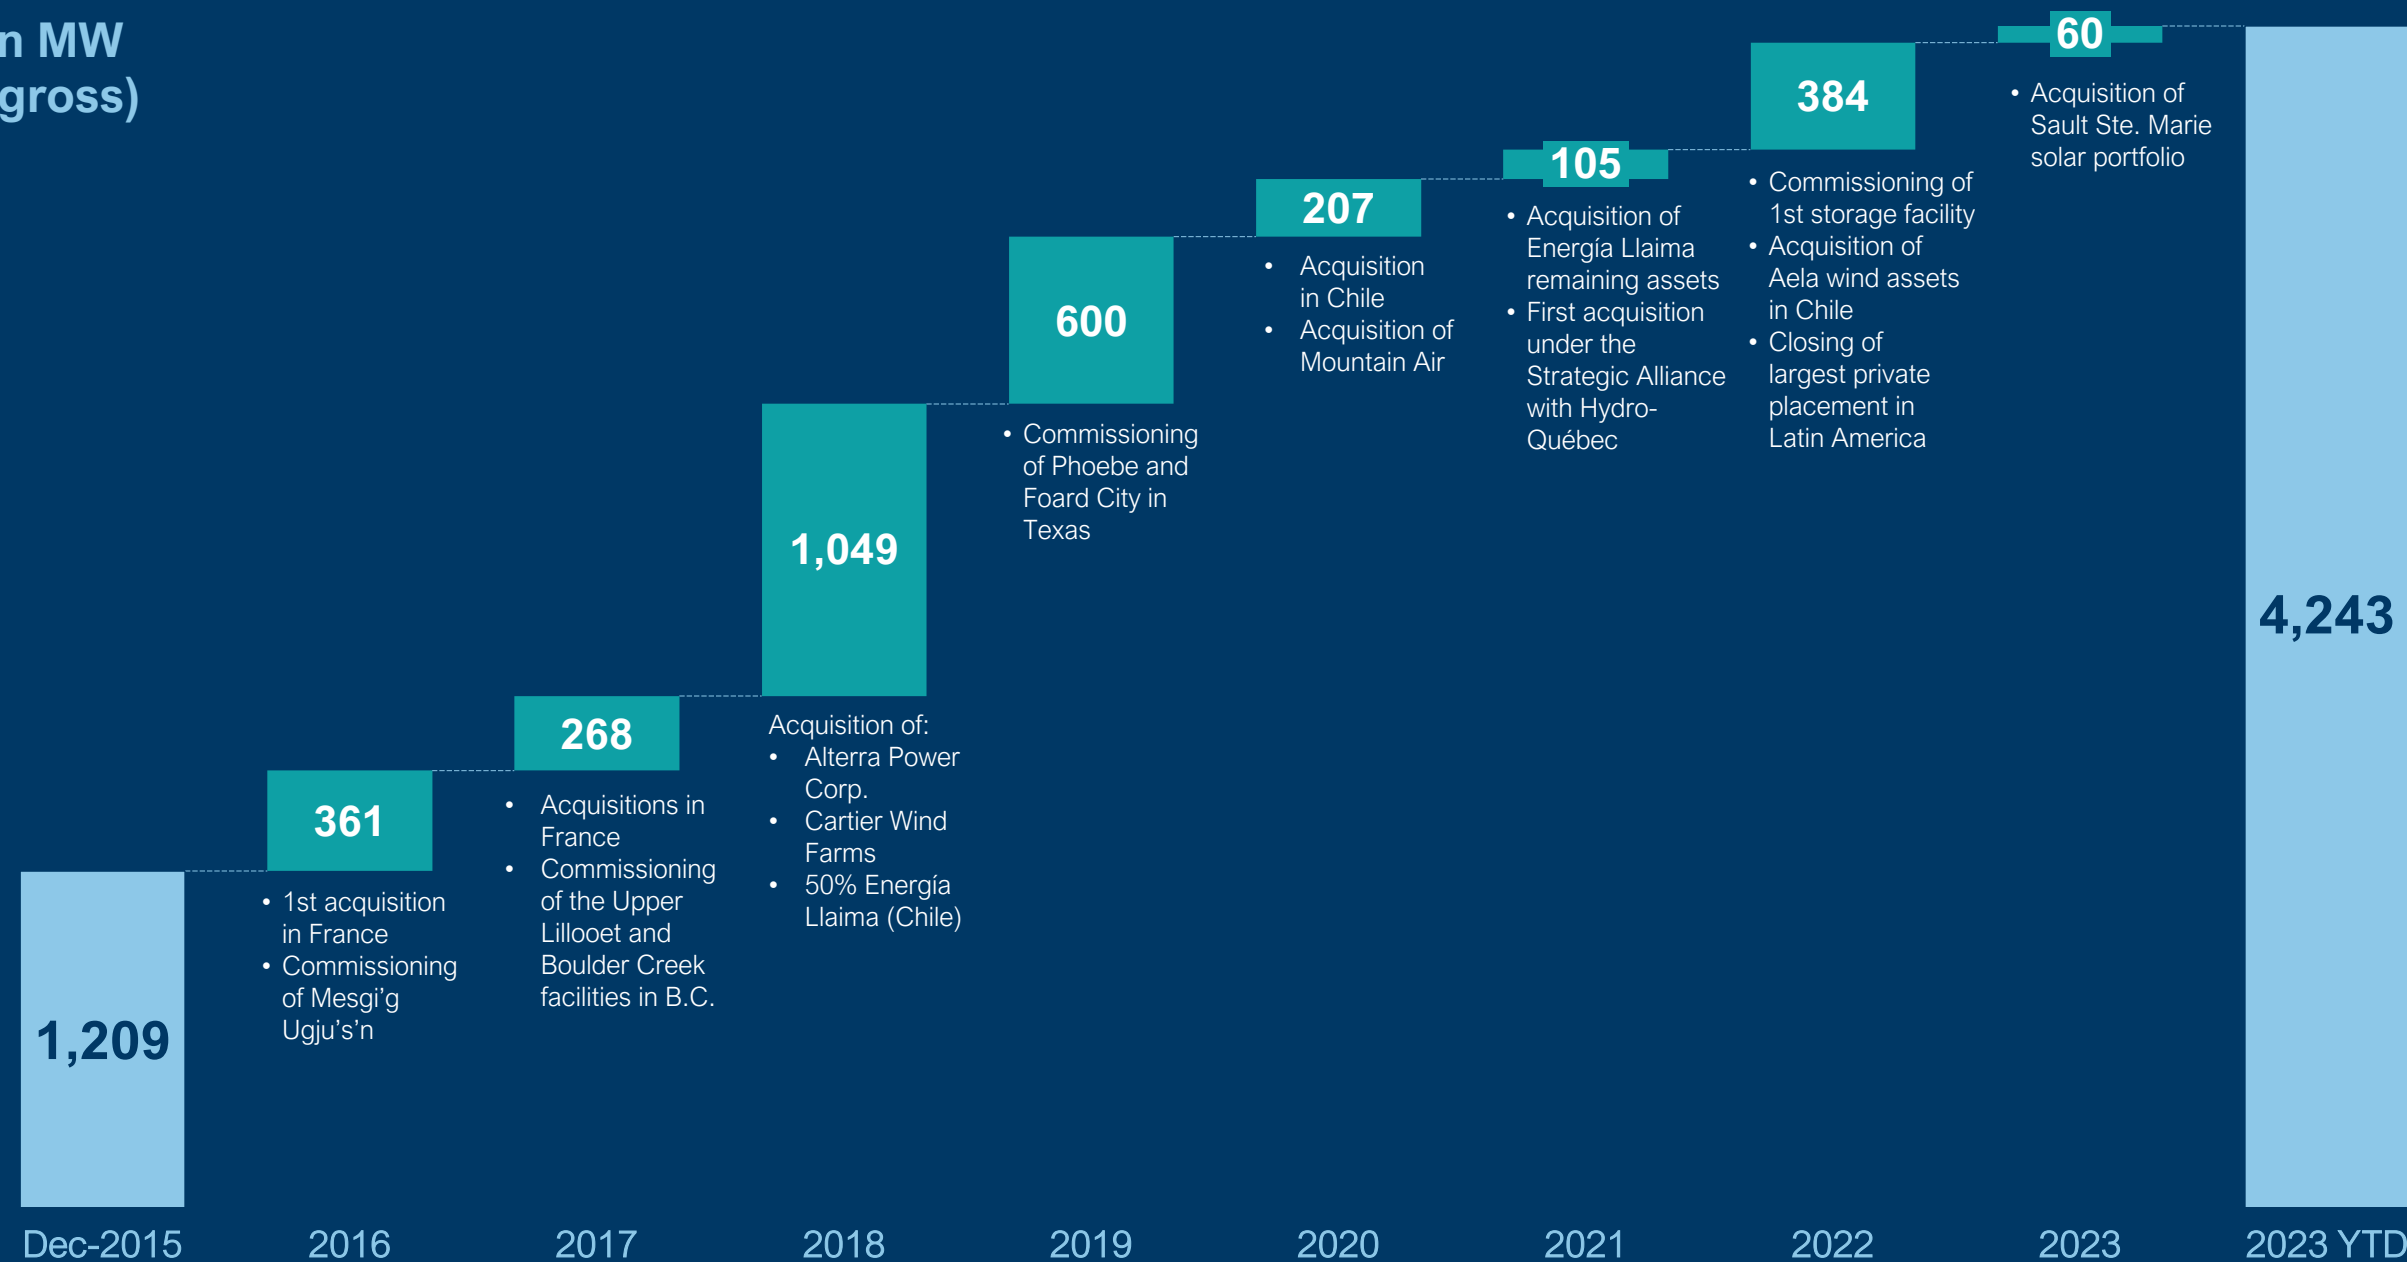 n MW
gross)
1,209
Dec-2015
361
• 1st acquisition
in France
• Commissioning
of Mesgi’g
Ugju’s’n
2016
268
• Acquisitions in
France
• Commissioning
of the Upper
Lillooet and
Boulder Creek
facilities in B.C.
2017
1,049
Acquisition of:
• Alterra Power
Corp.
• Cartier Wind
Farms
• 50% Energía
Llaima (Chile)
2018
600
• Commissioning
of Phoebe and
Foard City in
Texas
2019
207
• Acquisition
in Chile
• Acquisition of
Mountain Air
2020
105
• Acquisition of
Energía Llaima
remaining assets
• First acquisition
under the
Strategic Alliance
with Hydro-
Québec
2021
384
• Commissioning of
1st storage facility
• Acquisition of
Aela wind assets
in Chile
• Closing of
largest private
placement in
Latin America
2022
60
• Acquisition of
Sault Ste. Marie
solar portfolio
2023
4,243
2023 YTD